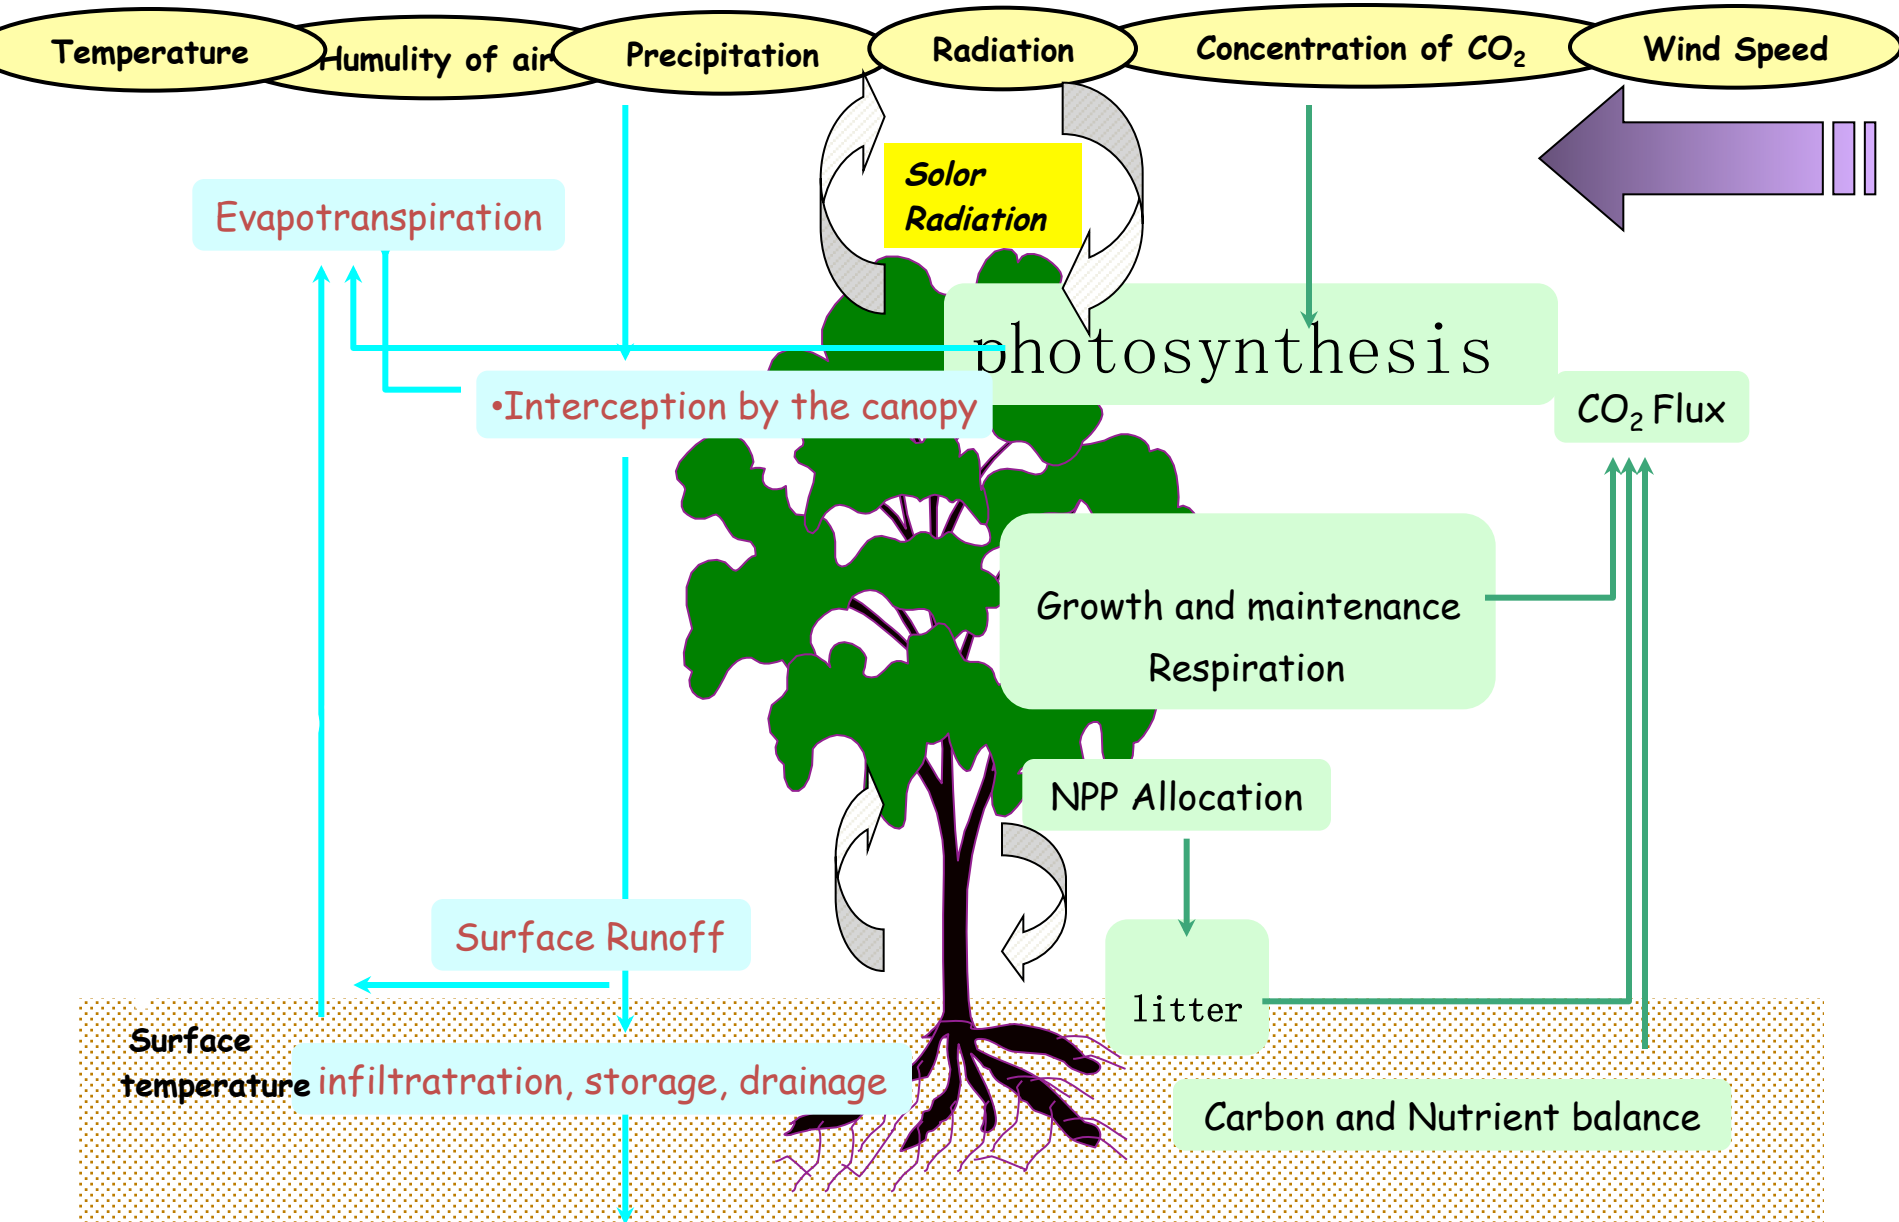 Temperature
Humulity of air
Precipitation
Radiation
Concentration of CO₂
Wind Speed
Solor
Radiation
Evapotranspiration
photosynthesis
•Interception by the canopy
CO₂ Flux
Growth and maintenance
Respiration
NPP Allocation
Surface Runoff
litter
Surface
temperature
infiltratration, storage, drainage
Carbon and Nutrient balance